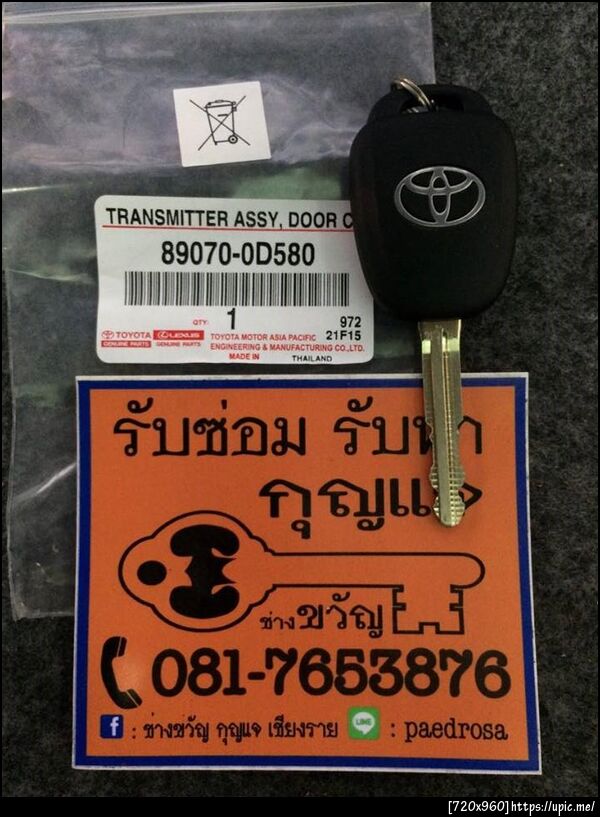 TRANSMITTER ASSY, DOOR C
89070-0D580
QTY: 1 972
21F15
TOYOTA LEXUS TOYOTA MOTOR ASIA PACIFIC
GENUINE PARTS GENUINE PARTS ENGINEERING & MANUFACTURING CO.,LTD.
MADE IN THAILAND
รับซ่อม รับทำ
กุญแจ
ช่างขวัญ
081-7653876
f : ช่างขวัญ กุญแจ เชียงราย LINE : paedrosa
[720x960]https://upic.me/